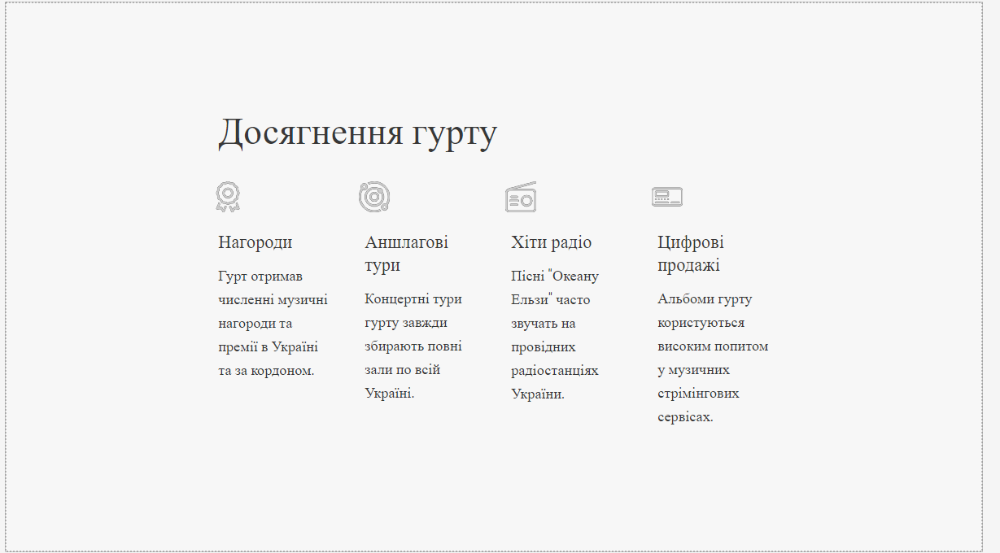 Досягнення гурту
Нагороди
Гурт отримав
численні музичні
нагороди та
премії в Україні
та за кордоном.
Аншлагові
тури
Концертні тури
гурту завжди
збирають повні
зали по всій
Україні.
Хіти радіо
Пісні "Океану
Ельзи" часто
звучать на
провідних
радіостанціях
України.
Цифрові
продажі
Альбоми гурту
користуються
високим попитом
у музичних
стрімінгових
сервісах.